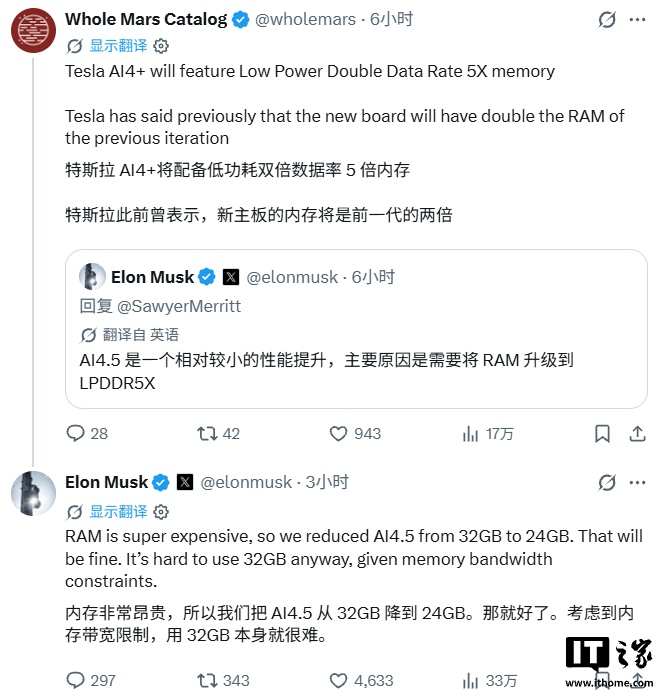 Whole Mars Catalog @wholemars · 6小时
显示翻译
Tesla AI4+ will feature Low Power Double Data Rate 5X memory
Tesla has said previously that the new board will have double the RAM of
the previous iteration
特斯拉 AI4+将配备低功耗双倍数据率 5 倍内存
特斯拉此前曾表示，新主板的内存将是前一代的两倍
Elon Musk X @elonmusk · 6小时
回复 @SawyerMerritt
翻译自 英语
AI4.5 是一个相对较小的性能提升，主要原因是需要将 RAM 升级到
LPDDR5X
28 42 943 17万
Elon Musk X @elonmusk · 3小时
显示翻译
RAM is super expensive, so we reduced AI4.5 from 32GB to 24GB. That will
be fine. It’s hard to use 32GB anyway, given memory bandwidth
constraints.
内存非常昂贵，所以我们把 AI4.5 从 32GB 降到 24GB。那就好了。考虑到内
存带宽限制，用 32GB 本身就很难。
297 343 4,633 33万
IT之家
www.ithome.com